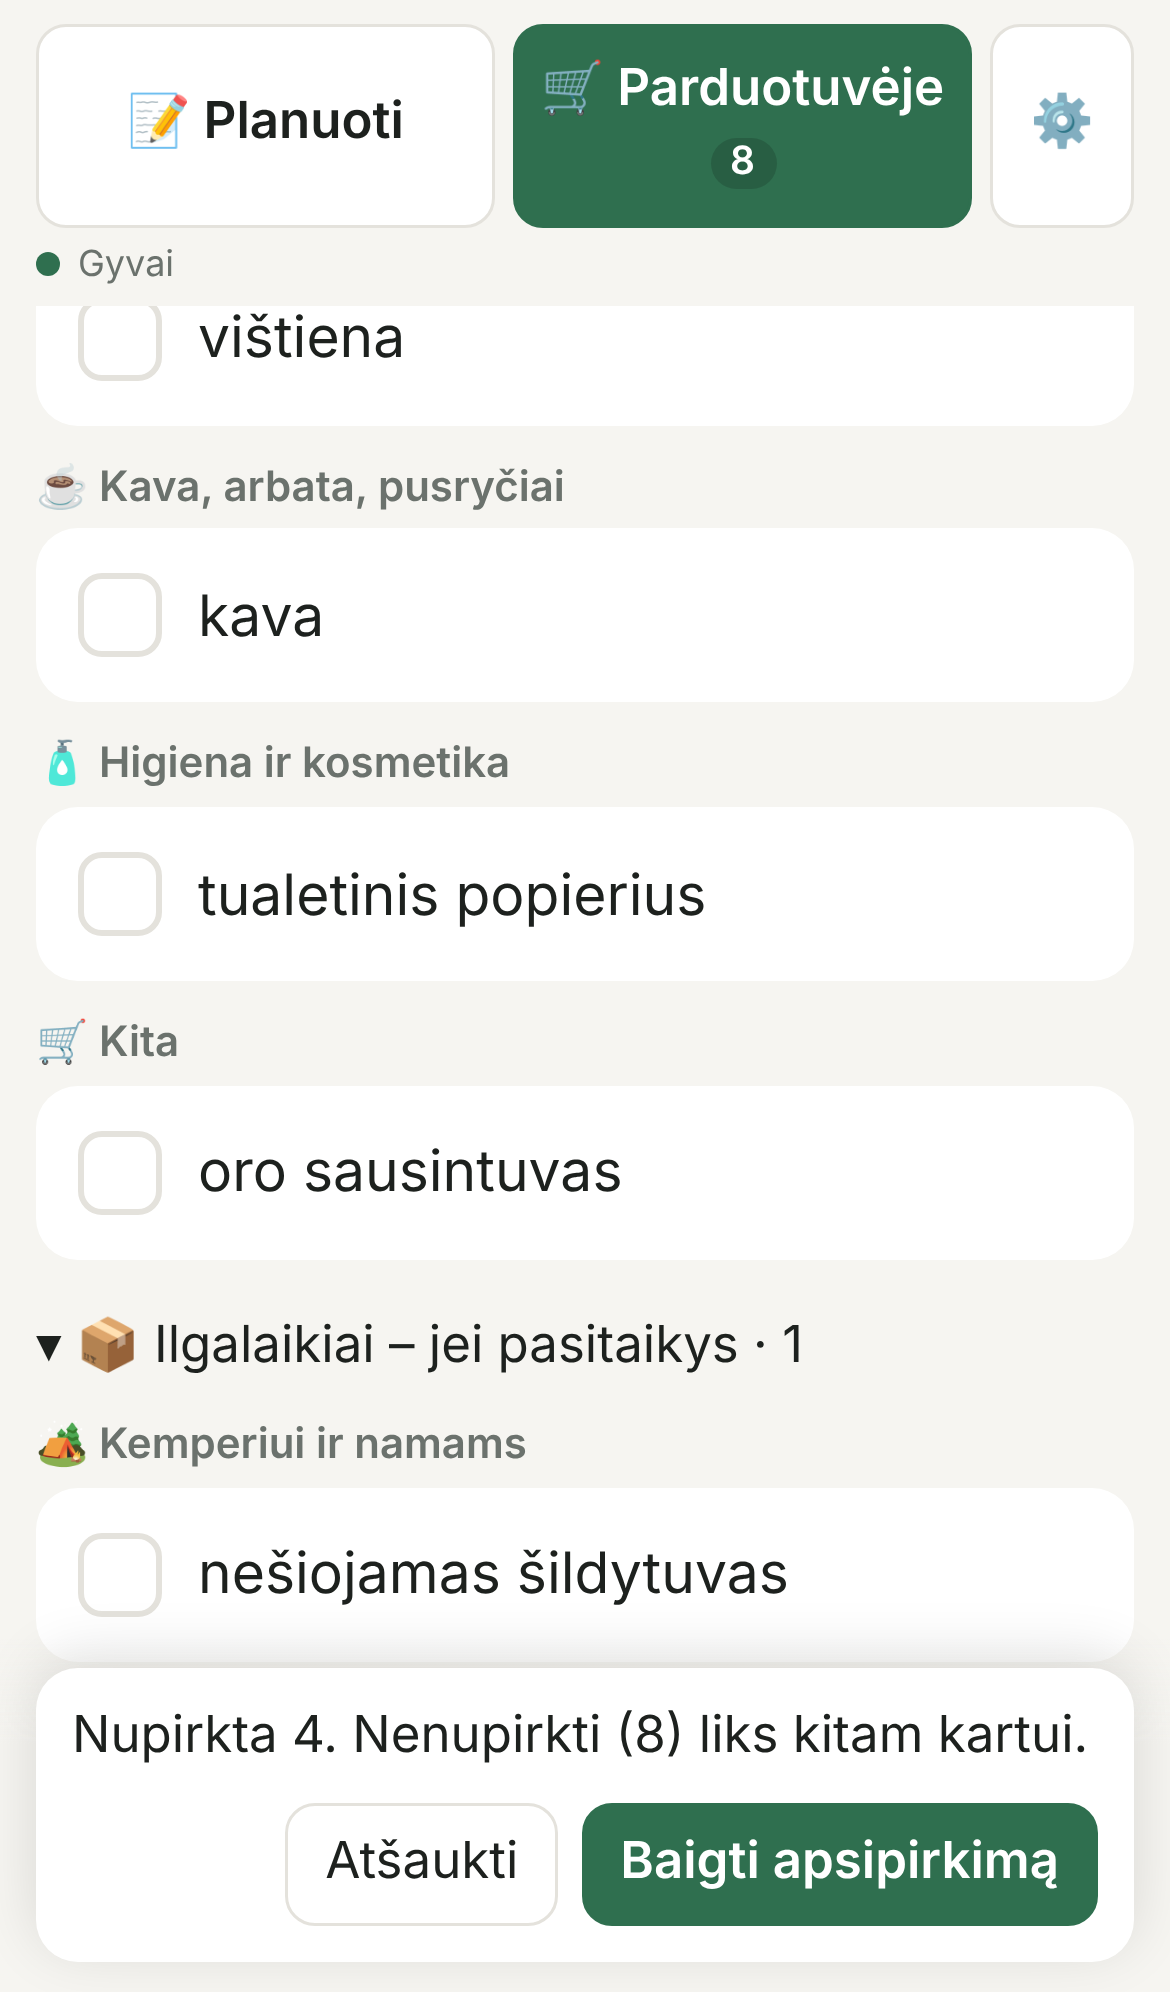 Planuoti
Parduotuvėje
8
Gyvai
vištiena
Kava, arbata, pusryčiai
kava
Higiena ir kosmetika
tualetinis popierius
Kita
oro sausintuvas
Ilgalaikiai – jei pasitaikys · 1
Kemperiui ir namams
nešiojamas šildytuvas
Nupirkta 4. Nenupirkti (8) liks kitam kartui.
Atšaukti
Baigti apsipirkimą